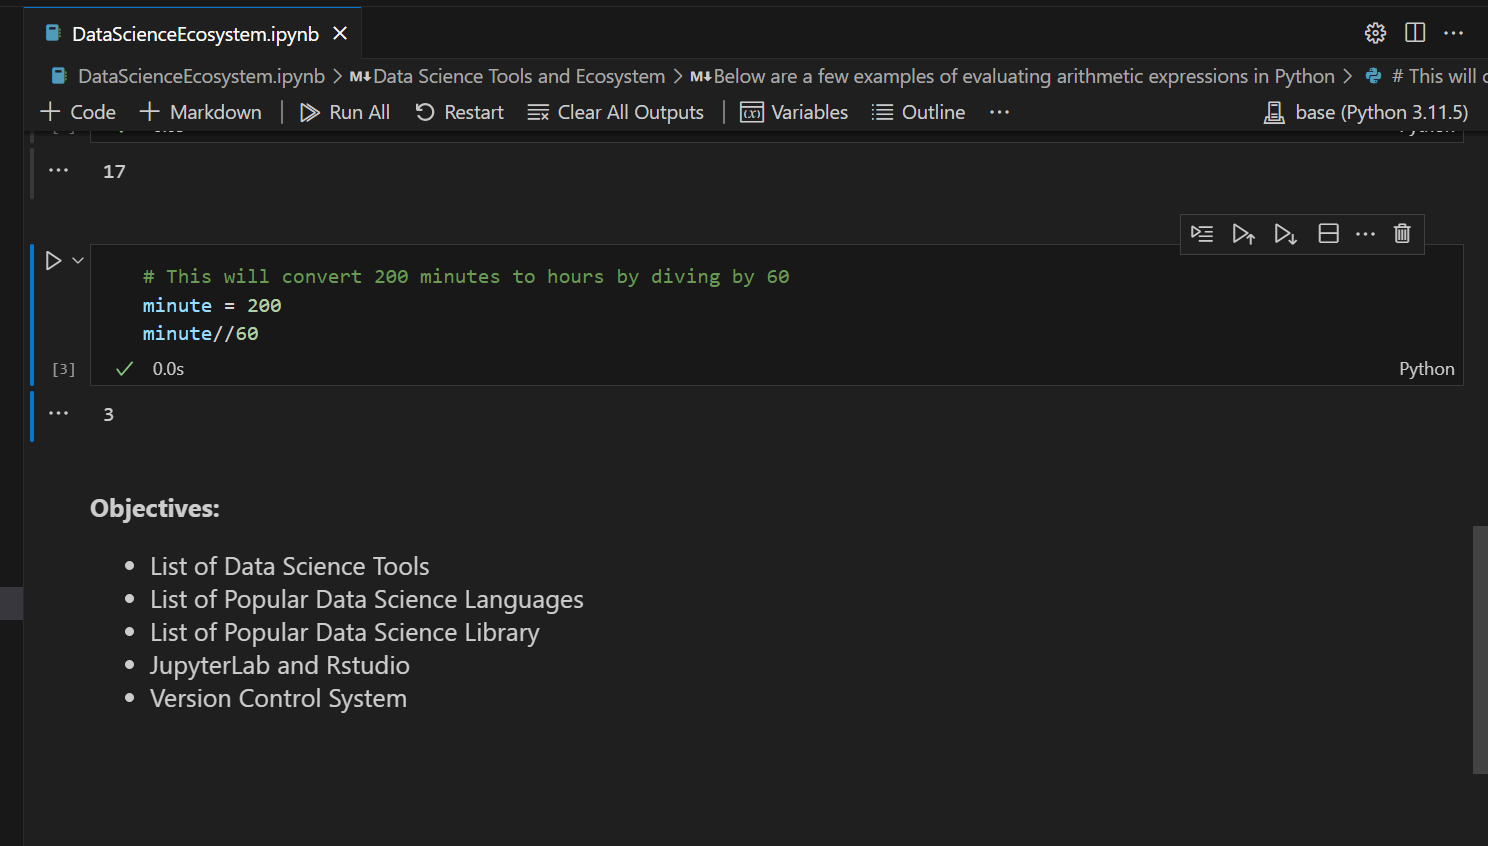 DataScienceEcosystem.ipynb
DataScienceEcosystem.ipynb > M↓Data Science Tools and Ecosystem > M↓Below are a few examples of evaluating arithmetic expressions in Python > # This will
+ Code + Markdown | Run All Restart Clear All Outputs | Variables Outline ... base (Python 3.11.5)
17
# This will convert 200 minutes to hours by diving by 60
minute = 200
minute//60
[3] 0.0s Python
3
Objectives:
• List of Data Science Tools
• List of Popular Data Science Languages
• List of Popular Data Science Library
• JupyterLab and Rstudio
• Version Control System